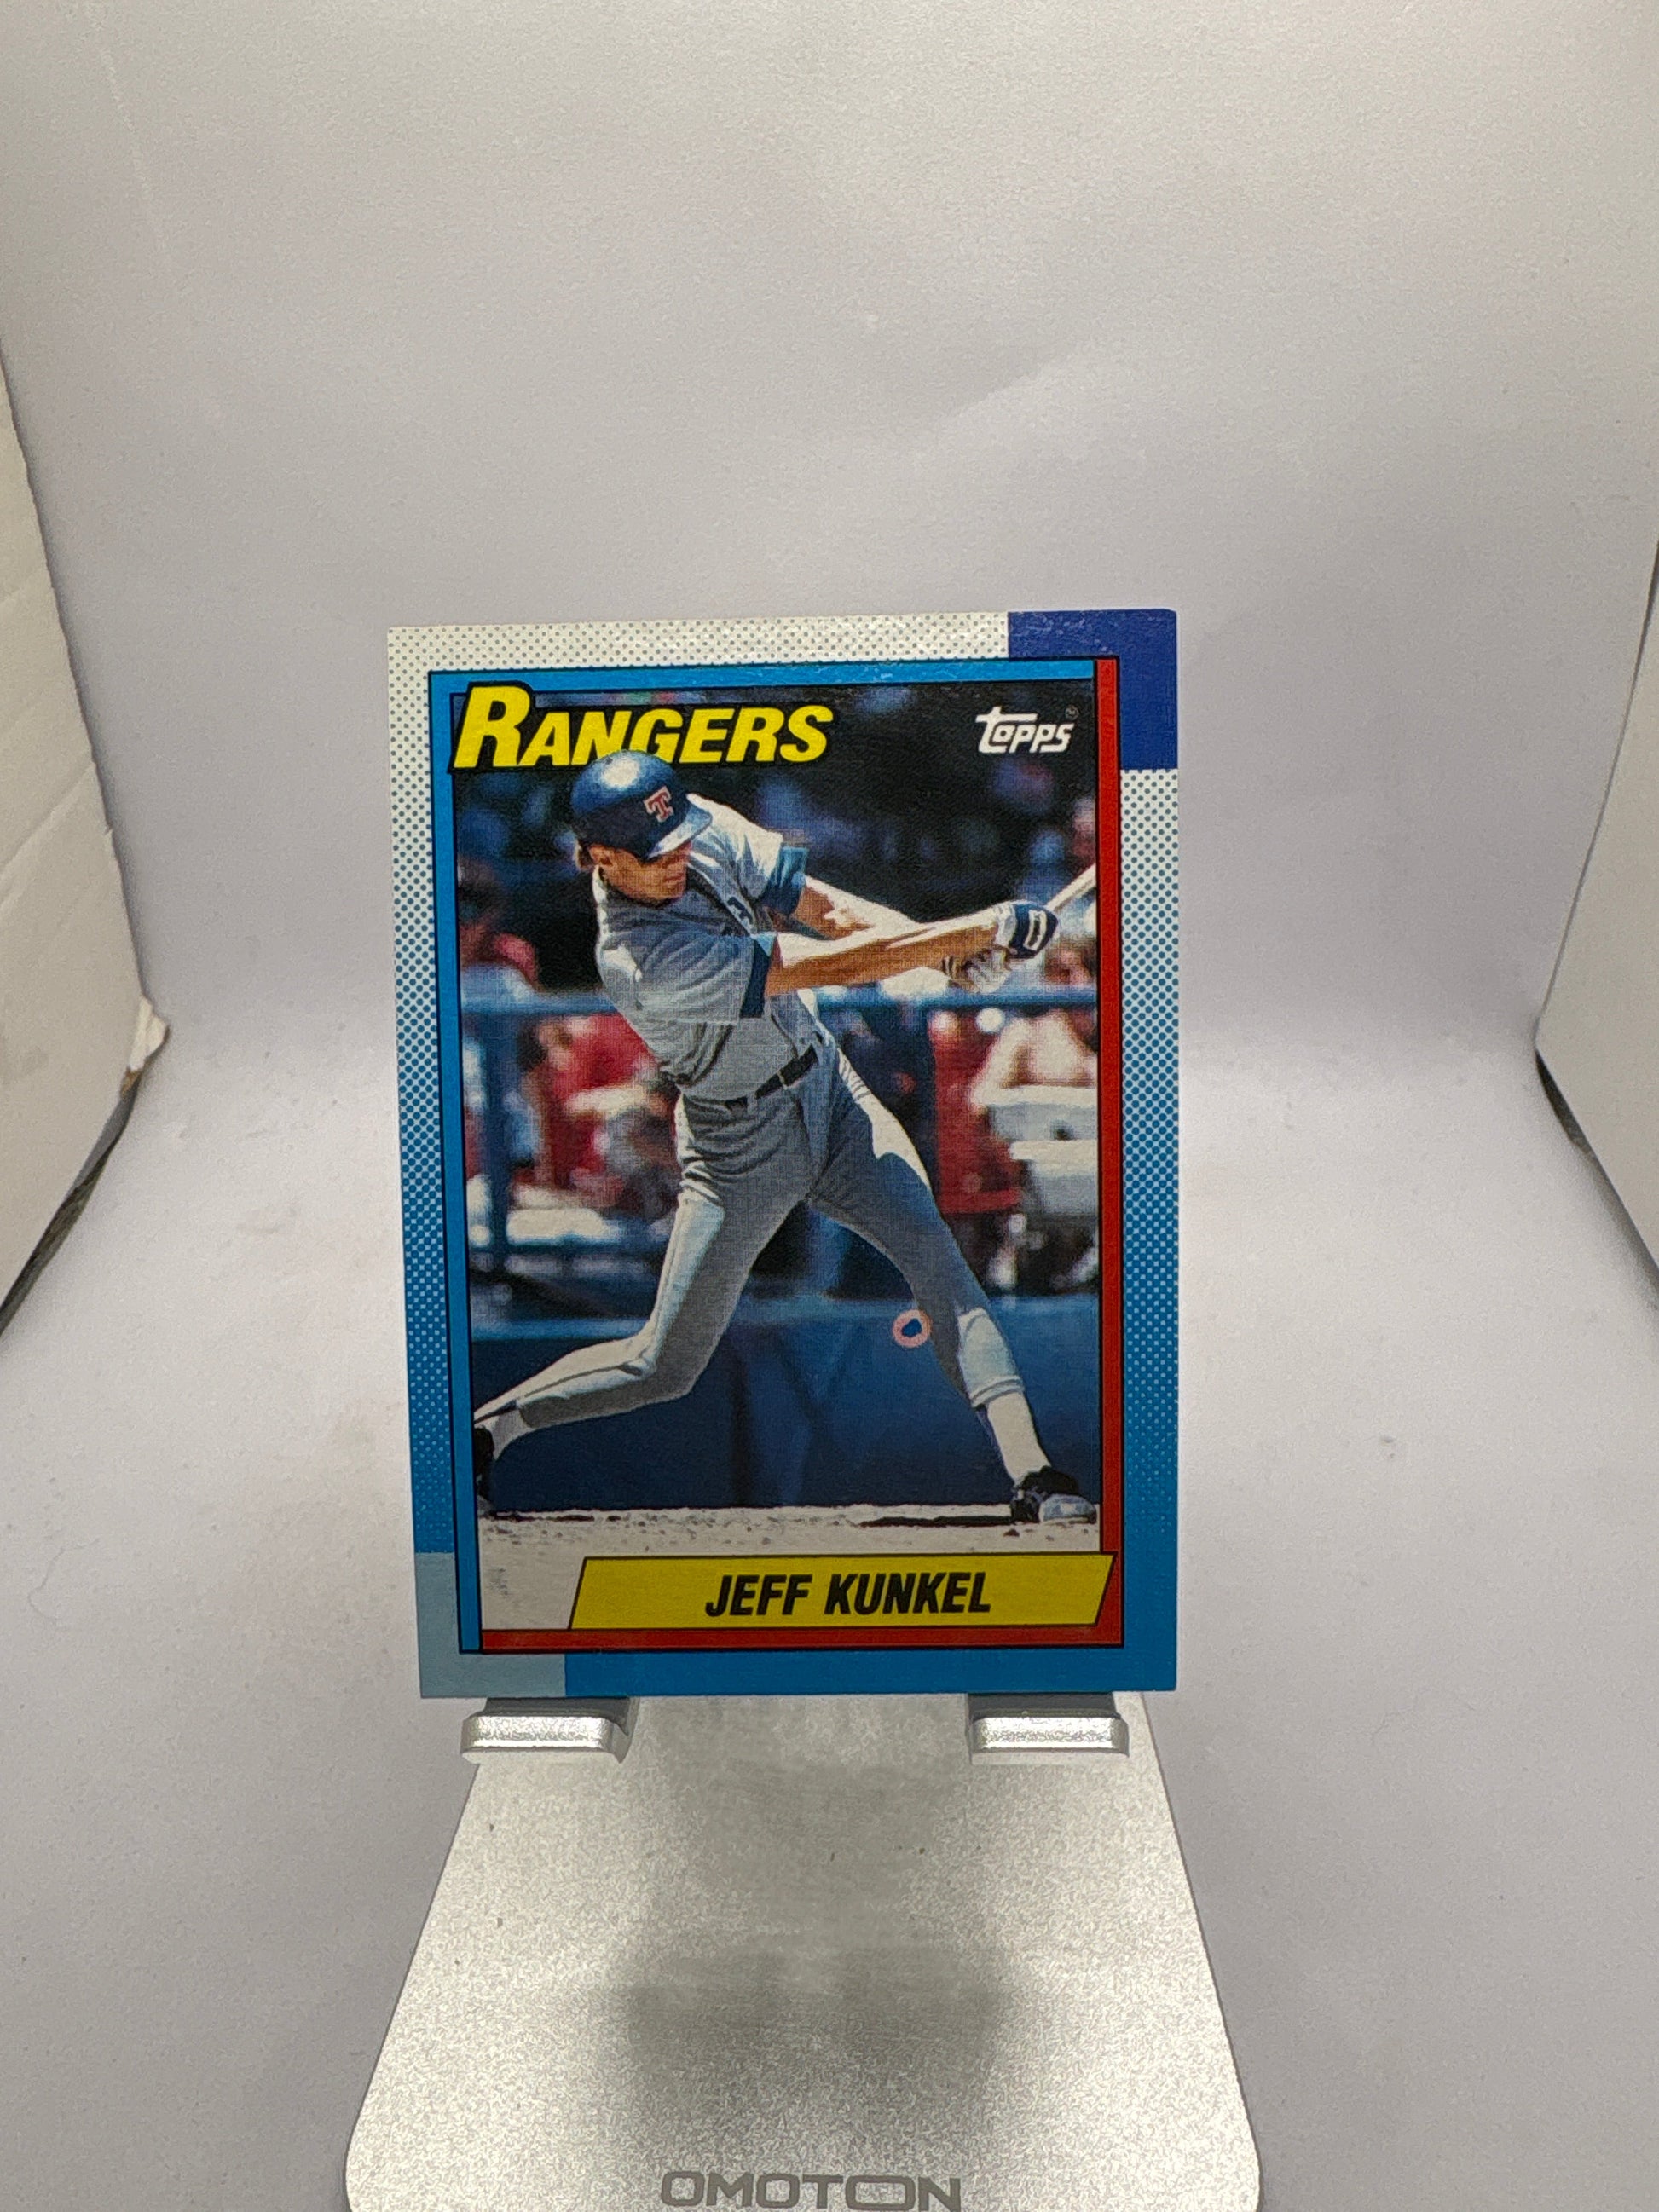 RANGERS
TOPPS
T
JEFF KUNKEL
OMOTON